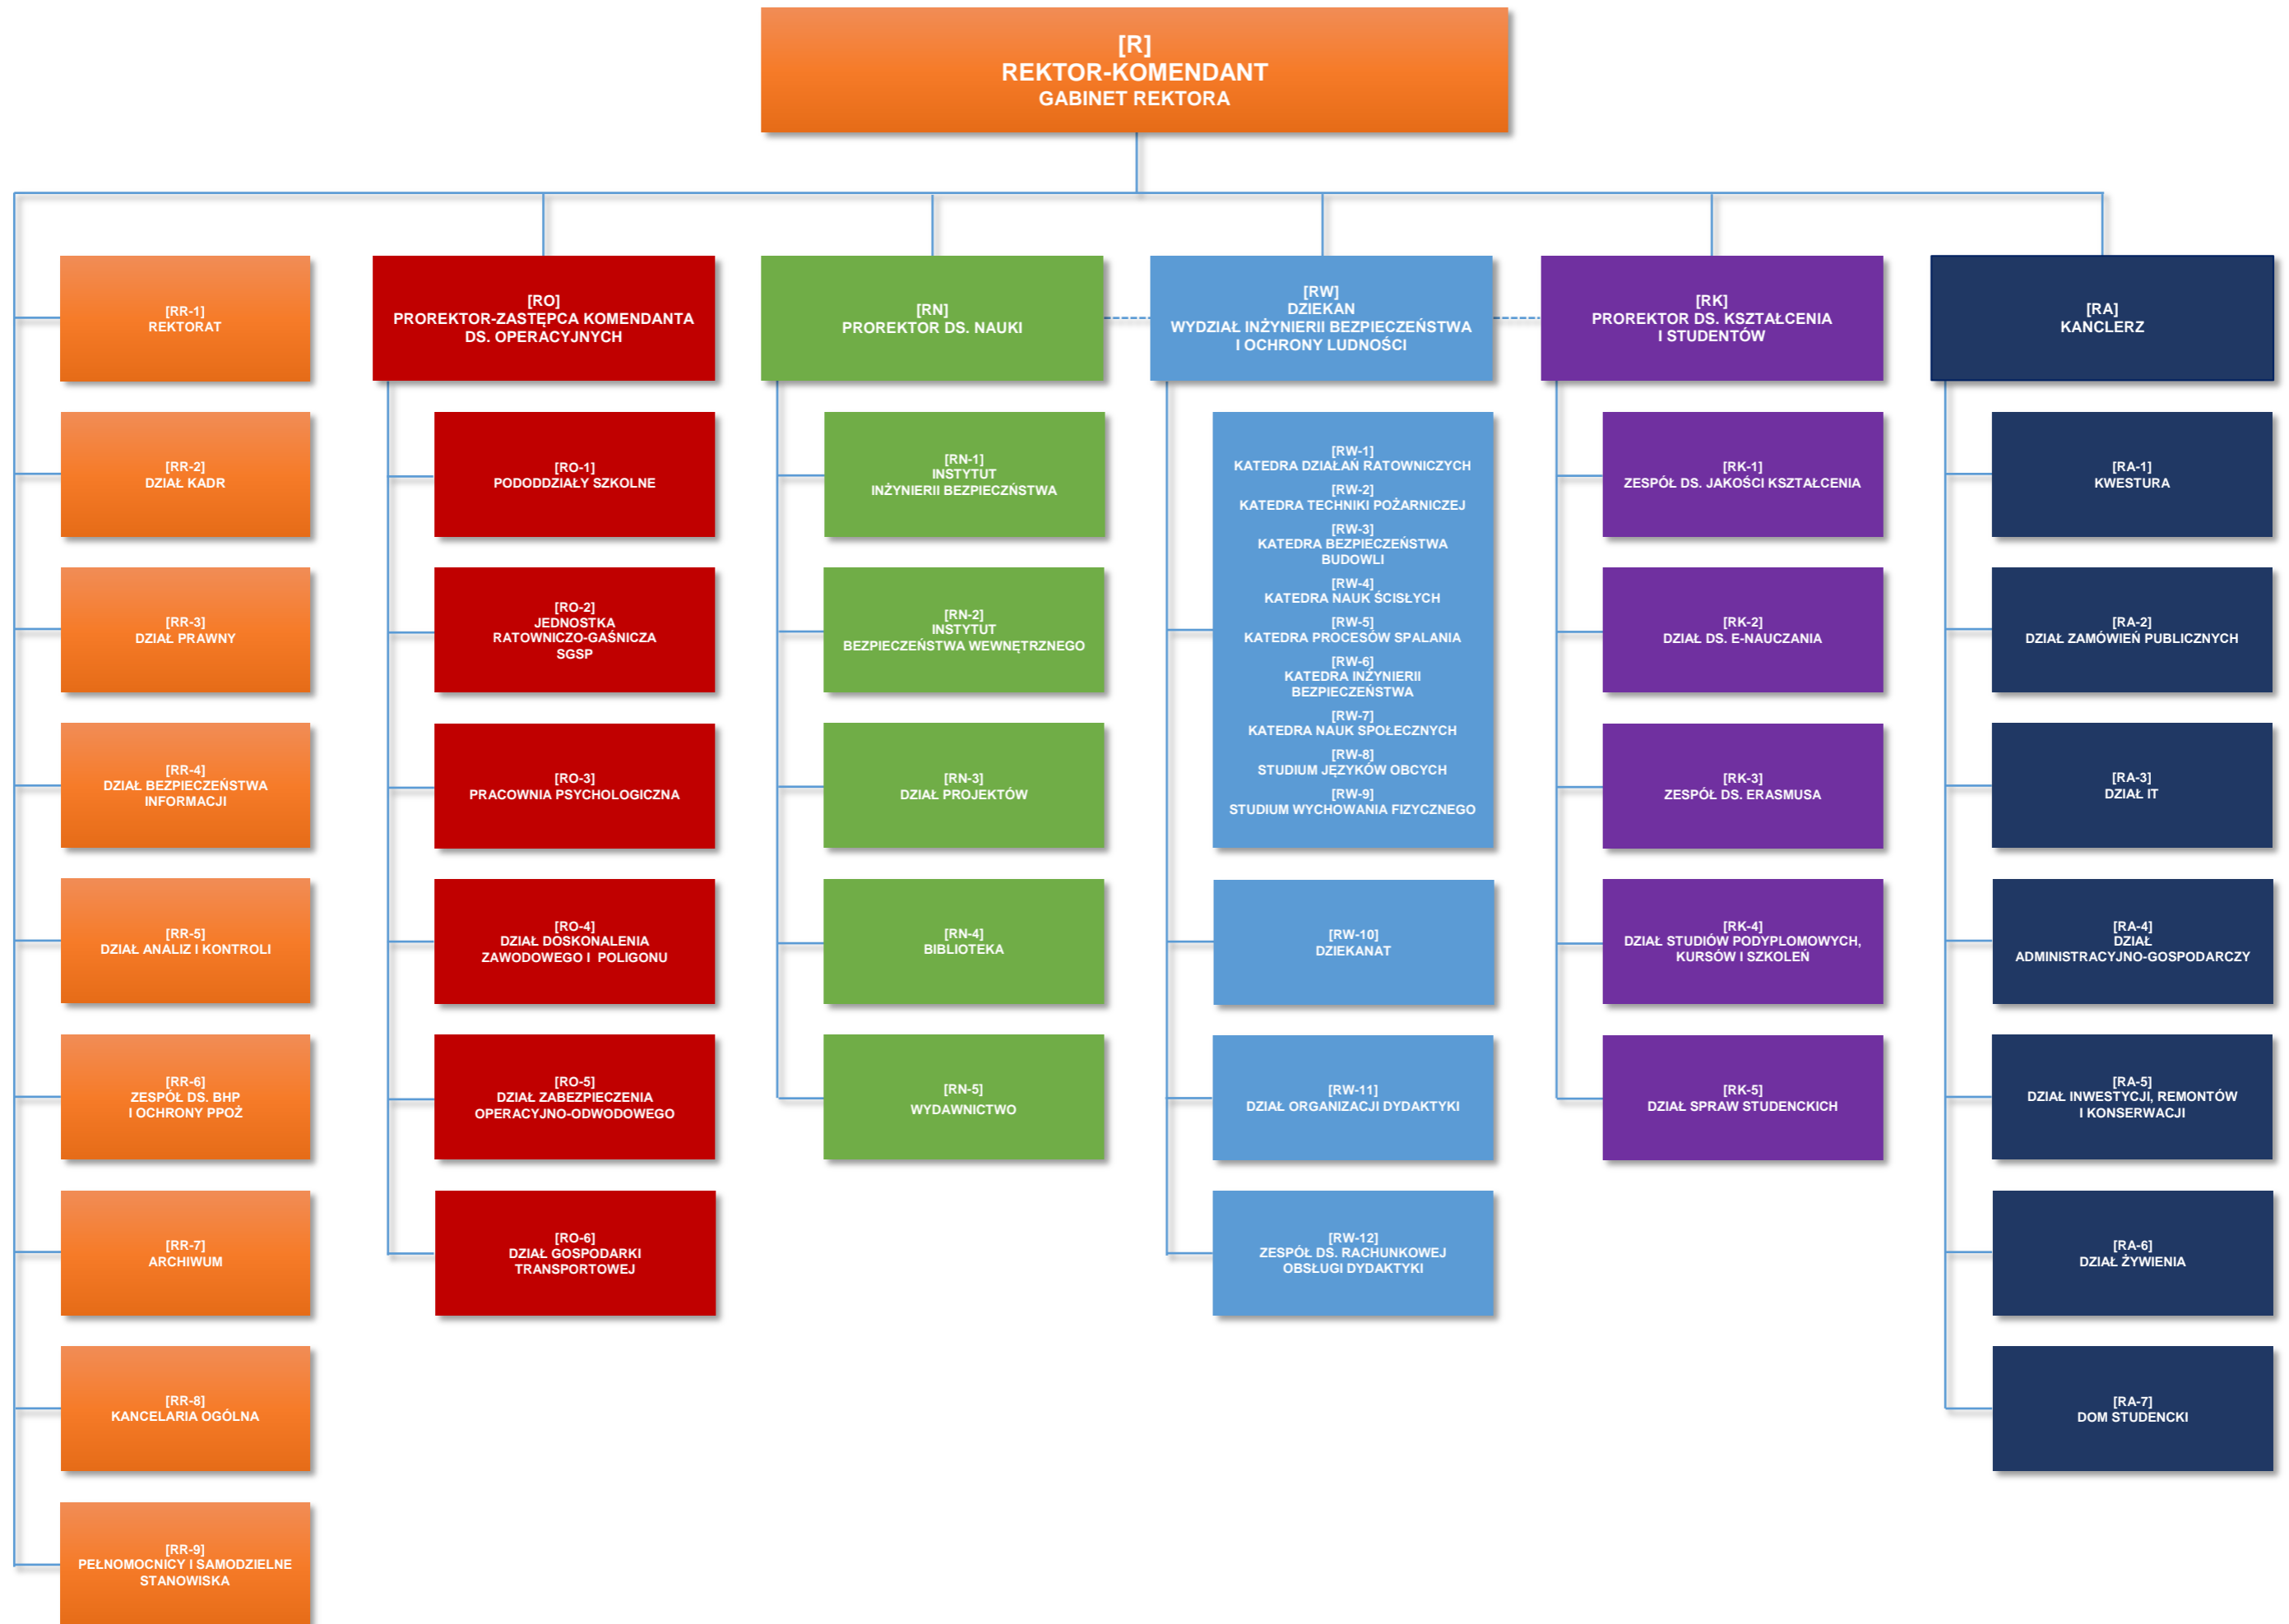 [R]
REKTOR-KOMENDANT
GABINET REKTORA
[RR-1]
REKTORAT
[RR-2]
DZIAŁ KADR
[RR-3]
DZIAŁ PRAWNY
[RR-4]
DZIAŁ BEZPIECZEŃSTWA
INFORMACJI
[RR-5]
DZIAŁ ANALIZ I KONTROLI
[RR-6]
ZESPÓŁ DS. BHP
I OCHRONY PPOŻ
[RR-7]
ARCHIWUM
[RR-8]
KANCELARIA OGÓLNA
[RR-9]
PEŁNOMOCNICY I SAMODZIELNE
STANOWISKA
[RO]
PROREKTOR-ZASTĘPCA KOMENDANTA
DS. OPERACYJNYCH
[RO-1]
PODODDZIAŁY SZKOLNE
[RO-2]
JEDNOSTKA
RATOWNICZO-GAŚNICZA
SGSP
[RO-3]
PRACOWNIA PSYCHOLOGICZNA
[RO-4]
DZIAŁ DOSKONALENIA
ZAWODOWEGO I POLIGONU
[RO-5]
DZIAŁ ZABEZPIECZENIA
OPERACYJNO-ODWODOWEGO
[RO-6]
DZIAŁ GOSPODARKI
TRANSPORTOWEJ
[RN]
PROREKTOR DS. NAUKI
[RN-1]
INSTYTUT
INŻYNIERII BEZPIECZŃSTWA
[RN-2]
INSTYTUT
BEZPIECZEŃSTWA WEWNĘTRZNEGO
[RN-3]
DZIAŁ PROJEKTÓW
[RN-4]
BIBLIOTEKA
[RN-5]
WYDAWNICTWO
[RW]
DZIEKAN
WYDZIAŁ INŻYNIERII BEZPIECZEŃSTWA
I OCHRONY LUDNOŚCI
[RW-1]
KATEDRA DZIAŁAŃ RATOWNICZYCH
[RW-2]
KATEDRA TECHNIKI POŻARNICZEJ
[RW-3]
KATEDRA BEZPIECZEŃSTWA
BUDOWLI
[RW-4]
KATEDRA NAUK ŚCISŁYCH
[RW-5]
KATEDRA PROCESÓW SPALANIA
[RW-6]
KATEDRA INŻYNIERII
BEZPIECZEŃSTWA
[RW-7]
KATEDRA NAUK SPOŁECZNYCH
[RW-8]
STUDIUM JĘZYKÓW OBCYCH
[RW-9]
STUDIUM WYCHOWANIA FIZYCZNEGO
[RW-10]
DZIEKANAT
[RW-11]
DZIAŁ ORGANIZACJI DYDAKTYKI
[RW-12]
ZESPÓŁ DS. RACHUNKOWEJ
OBSŁUGI DYDAKTYKI
[RK]
PROREKTOR DS. KSZTAŁCENIA
I STUDENTÓW
[RK-1]
ZESPÓŁ DS. JAKOŚCI KSZTAŁCENIA
[RK-2]
DZIAŁ DS. E-NAUCZANIA
[RK-3]
ZESPÓŁ DS. ERASMUSA
[RK-4]
DZIAŁ STUDIÓW PODYPLOMOWYCH,
KURSÓW I SZKOLEŃ
[RK-5]
DZIAŁ SPRAW STUDENCKICH
[RA]
KANCLERZ
[RA-1]
KWESTURA
[RA-2]
DZIAŁ ZAMÓWIEŃ PUBLICZNYCH
[RA-3]
DZIAŁ IT
[RA-4]
DZIAŁ
ADMINISTRACYJNO-GOSPODARCZY
[RA-5]
DZIAŁ INWESTYCJI, REMONTÓW
I KONSERWACJI
[RA-6]
DZIAŁ ŻYWIENIA
[RA-7]
DOM STUDENCKI